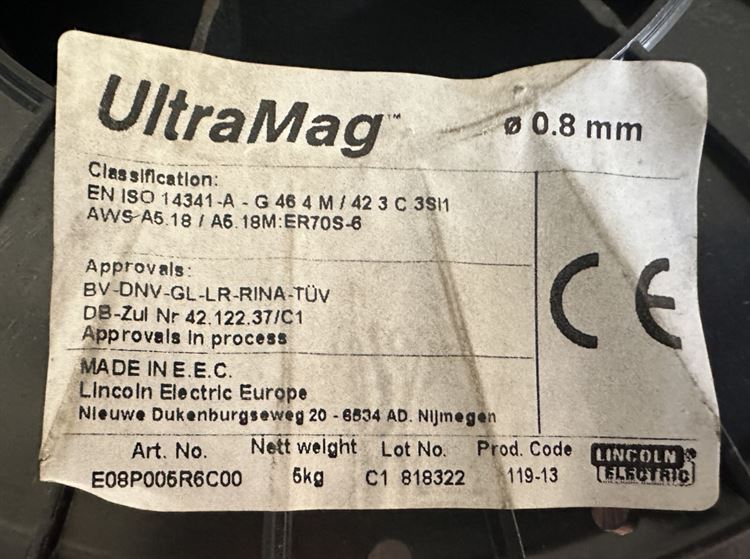 UltraMag™
ø 0.8 mm
Classification:
EN ISO 14341-A - G 46 4 M / 42 3 C 3Si1
AWS A5.18 / A5.18M:ER70S-6
Approvals:
BV-DNV-GL-LR-RINA-TÜV
DB-Zul Nr 42.122.37/C1
Approvals in process
MADE IN E.E.C.
Lincoln Electric Europe
Nieuwe Dukenburgseweg 20 - 6534 AD. Nijmegen
CE
Art. No. Nett weight Lot No. Prod. Code
E08P005R6C00 5kg C1 818322 119-13
LINCOLN ®
ELECTRIC